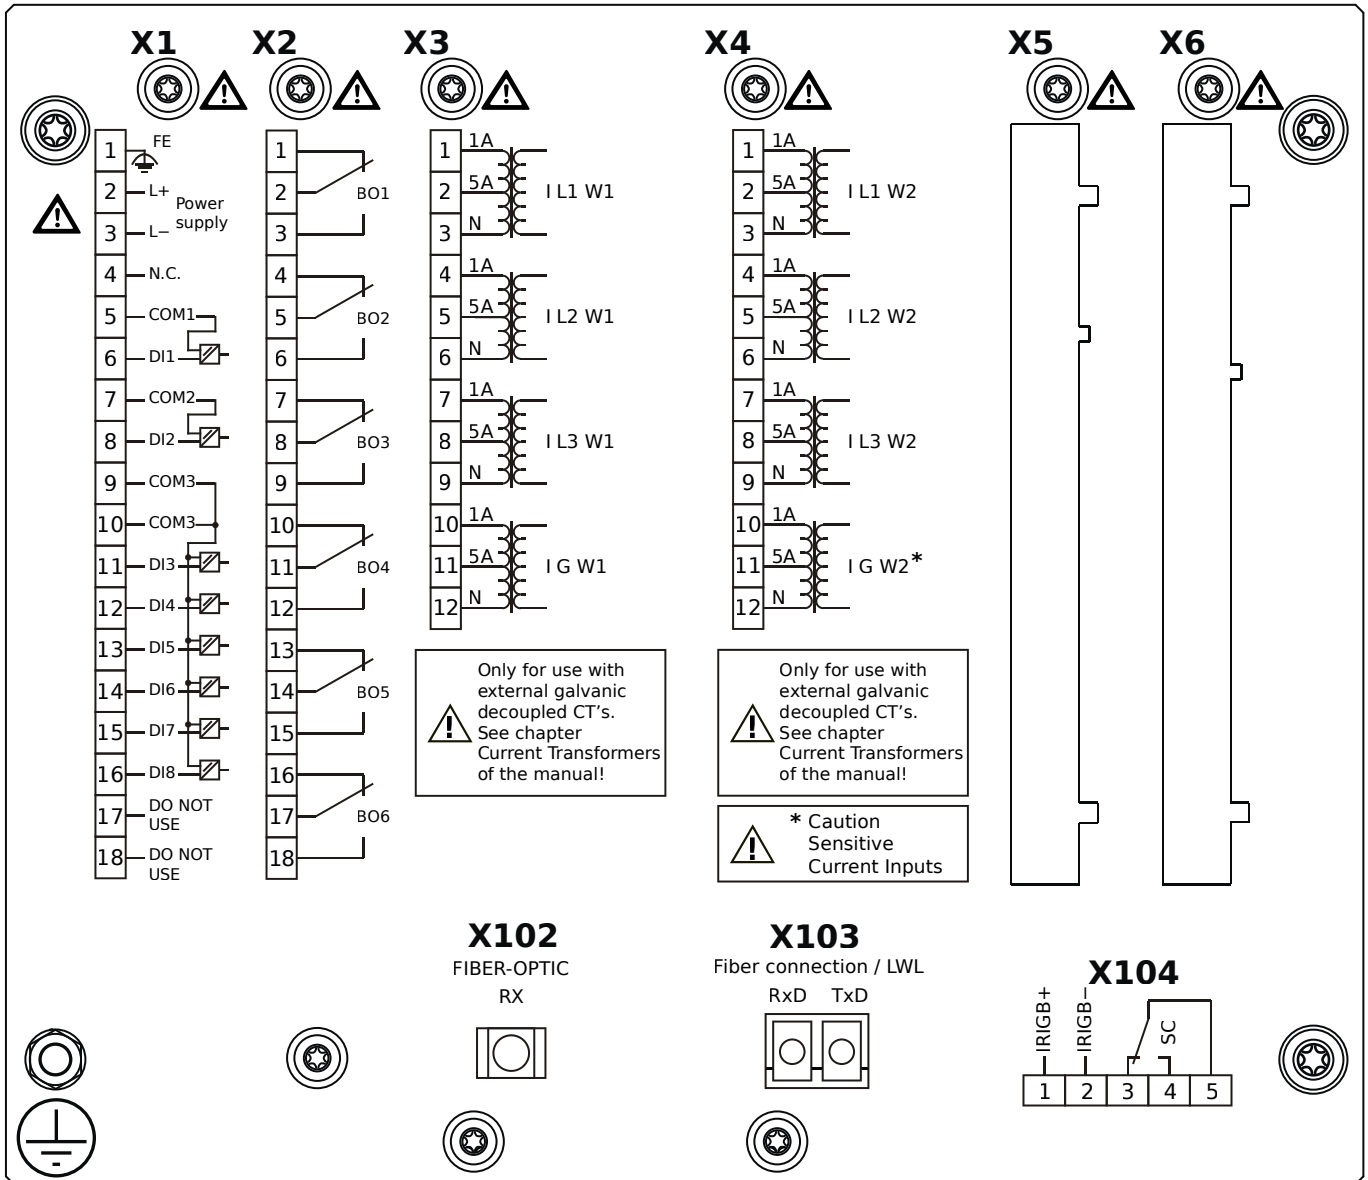 X1 X2 X3 X4 X5 X6
1 FE
2 L+
Power
supply
3 L−
4 N.C.
5 COM1
6 DI1
7 COM2
8 DI2
9 COM3
10 COM3
11 DI3
12 DI4
13 DI5
14 DI6
15 DI7
16 DI8
17 DO NOT
USE
18 DO NOT
USE
1
2 BO1
3
4
5 BO2
6
7
8 BO3
9
10
11 BO4
12
13
14 BO5
15
16
17 BO6
18
1 1A
2 5A I L1 W1
3 N
4 1A
5 5A I L2 W1
6 N
7 1A
8 5A I L3 W1
9 N
10 1A
11 5A I G W1
12 N
Only for use with
external galvanic
decoupled CT's.
See chapter
Current Transformers
of the manual!
1 1A
2 5A I L1 W2
3 N
4 1A
5 5A I L2 W2
6 N
7 1A
8 5A I L3 W2
9 N
10 1A
11 5A I G W2*
12 N
Only for use with
external galvanic
decoupled CT's.
See chapter
Current Transformers
of the manual!
* Caution
Sensitive
Current Inputs
X102
FIBER-OPTIC
RX
X103
Fiber connection / LWL
RxD TxD
X104
IRIGB+
IRIGB−
SC
1 2 3 4 5